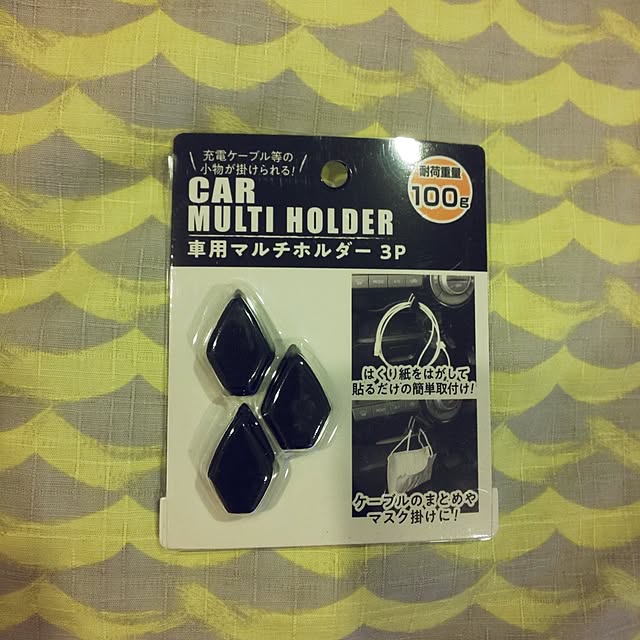 充電ケーブル等の
小物が掛けられる!
CAR
MULTI HOLDER
車用マルチホルダー 3P
耐荷重量
100g
はくり紙をはがして
貼るだけの簡単取付け!
ケーブルのまとめや
マスク掛けに!